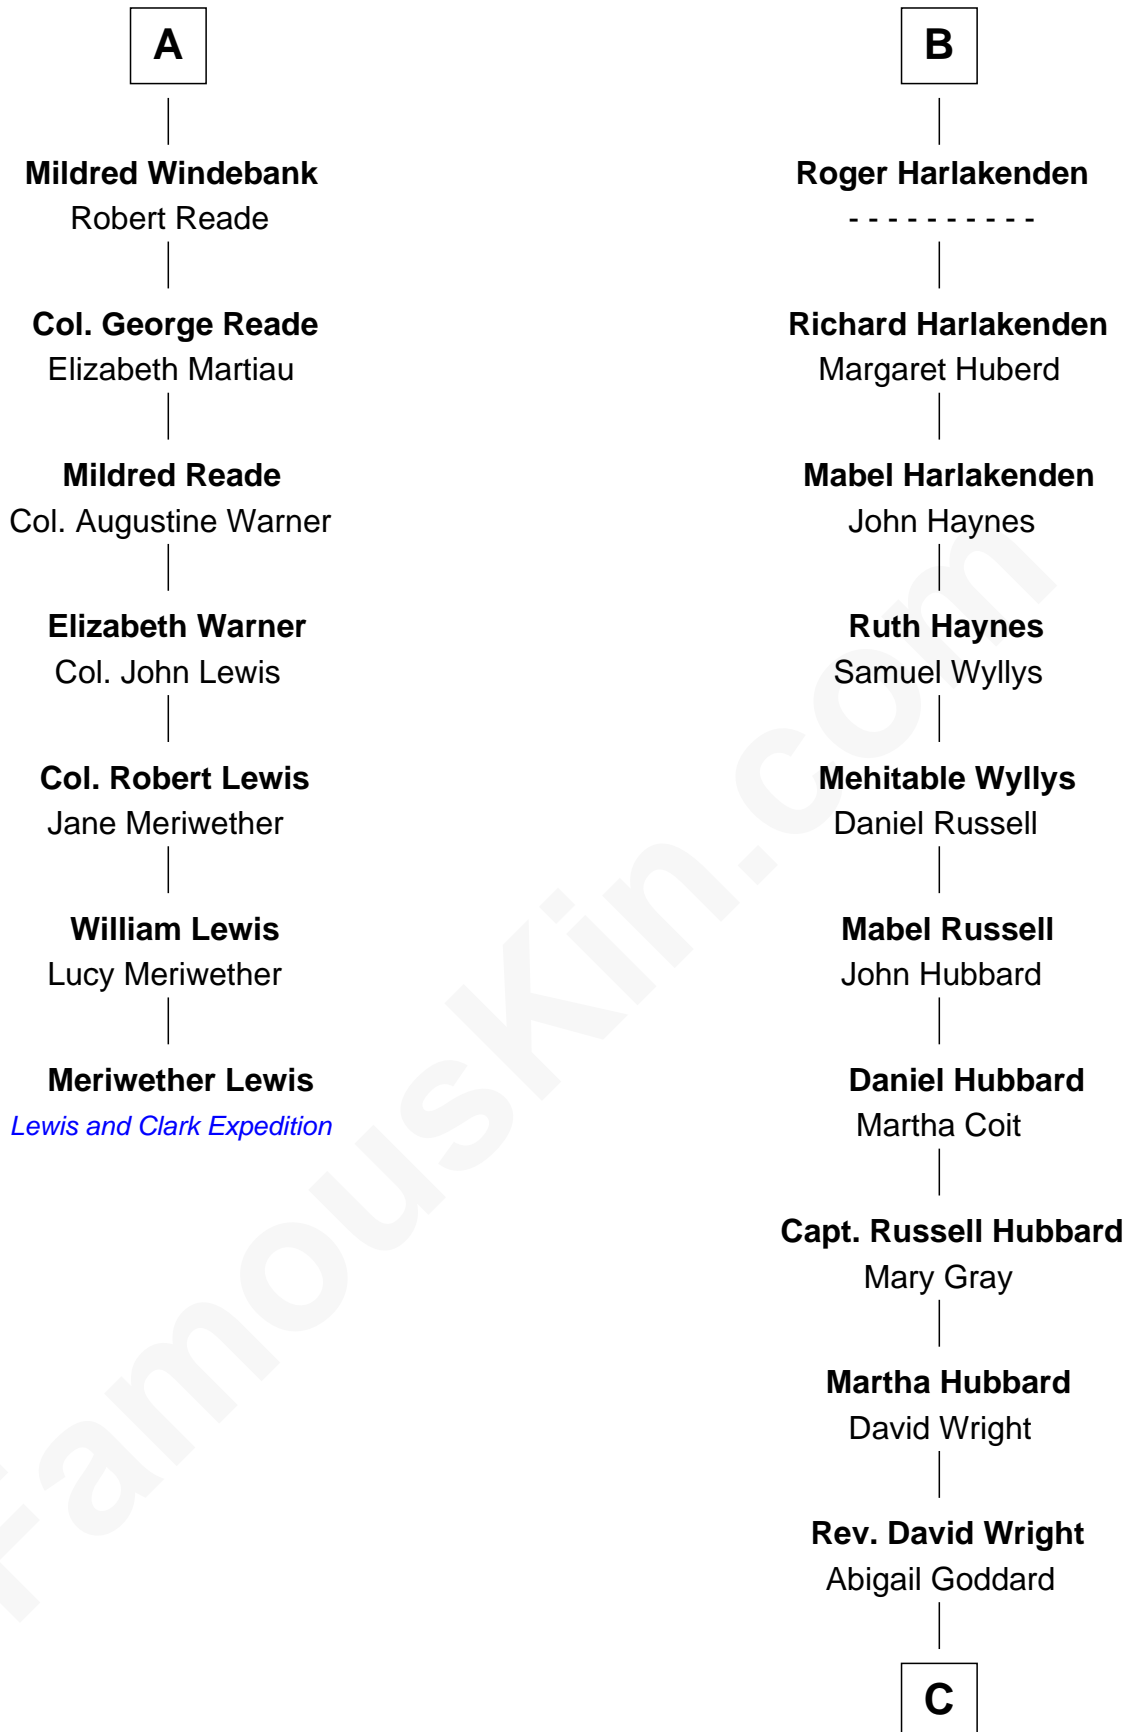 A
Mildred Windebank
Robert Reade
Col. George Reade
Elizabeth Martiau
Mildred Reade
Col. Augustine Warner
Elizabeth Warner
Col. John Lewis
Col. Robert Lewis
Jane Meriwether
William Lewis
Lucy Meriwether
Meriwether Lewis
Lewis and Clark Expedition
B
Roger Harlakenden
- - - - - - - - - -
Richard Harlakenden
Margaret Huberd
Mabel Harlakenden
John Haynes
Ruth Haynes
Samuel Wyllys
Mehitable Wyllys
Daniel Russell
Mabel Russell
John Hubbard
Daniel Hubbard
Martha Coit
Capt. Russell Hubbard
Mary Gray
Martha Hubbard
David Wright
Rev. David Wright
Abigail Goddard
C
FamousKin.com